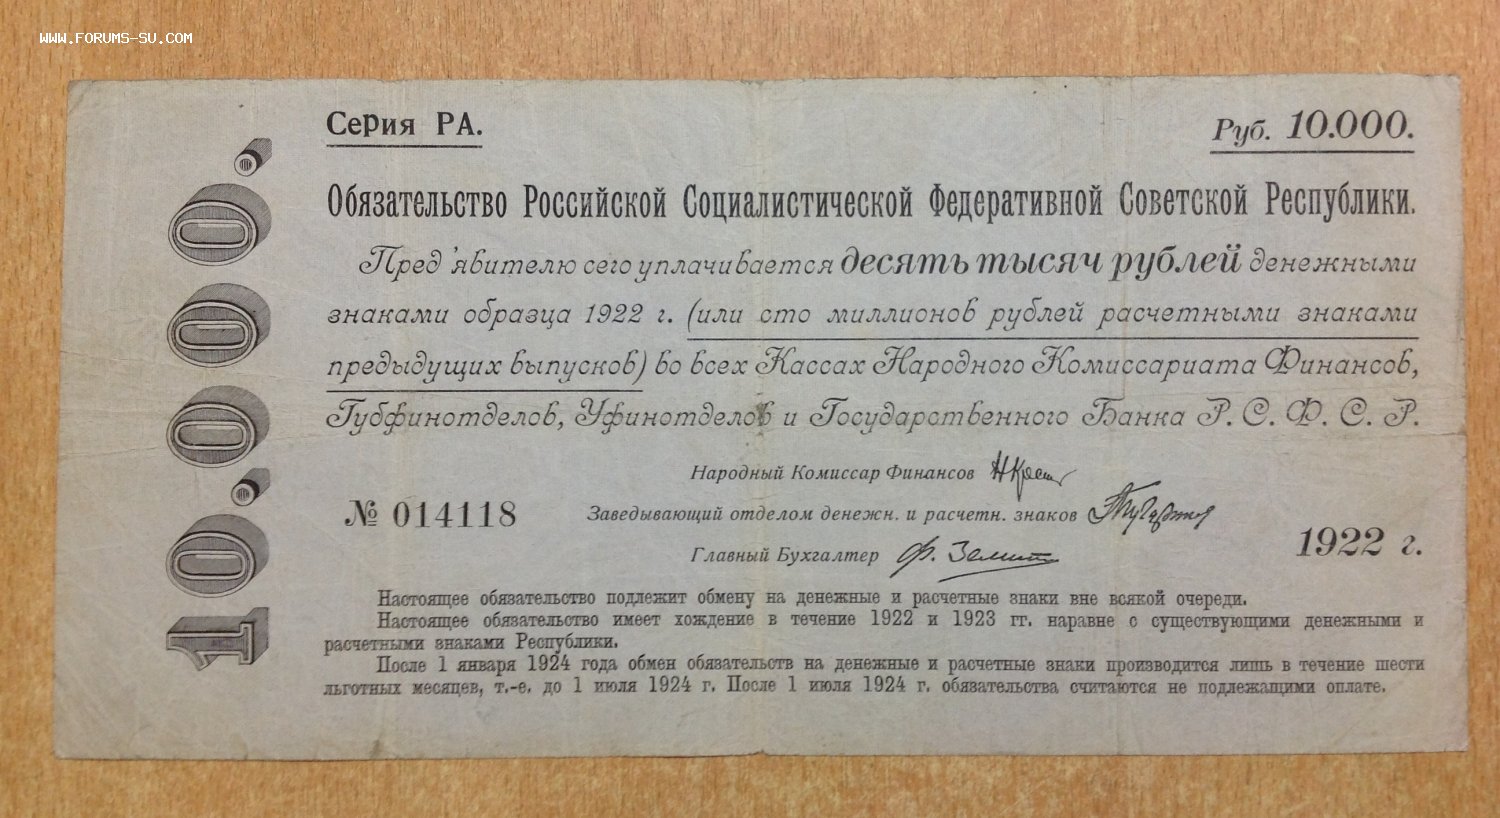 WWW.FORUMS-SU.COM
Серия РА.
Руб. 10.000.
10.000.
Обязательство Российской Социалистической Федеративной Советской Республики.
Пред'явителю сего уплачивается десять тысяч рублей денежными
знаками образца 1922 г. (или сто миллионов рублей расчетными знаками
предыдущих выпусков) во всех Кассах Народного Комиссариата Финансов,
Губфинотделов, Уфинотделов и Государственного Банка Р. С. Ф. С. Р.
Народный Комиссар Финансов
№ 014118
Заведывающий отделом денежн. и расчетн. знаков
Главный Бухгалтер
1922 г.
Настоящее обязательство подлежит обмену на денежные и расчетные знаки вне всякой очереди.
Настоящее обязательство имеет хождение в течение 1922 и 1923 гг. наравне с существующими денежными и
расчетными знаками Республики.
После 1 января 1924 года обмен обязательств на денежные и расчетные знаки производится лишь в течение шести
льготных месяцев, т.-е. до 1 июля 1924 г. После 1 июля 1924 г. обязательства считаются не подлежащими оплате.